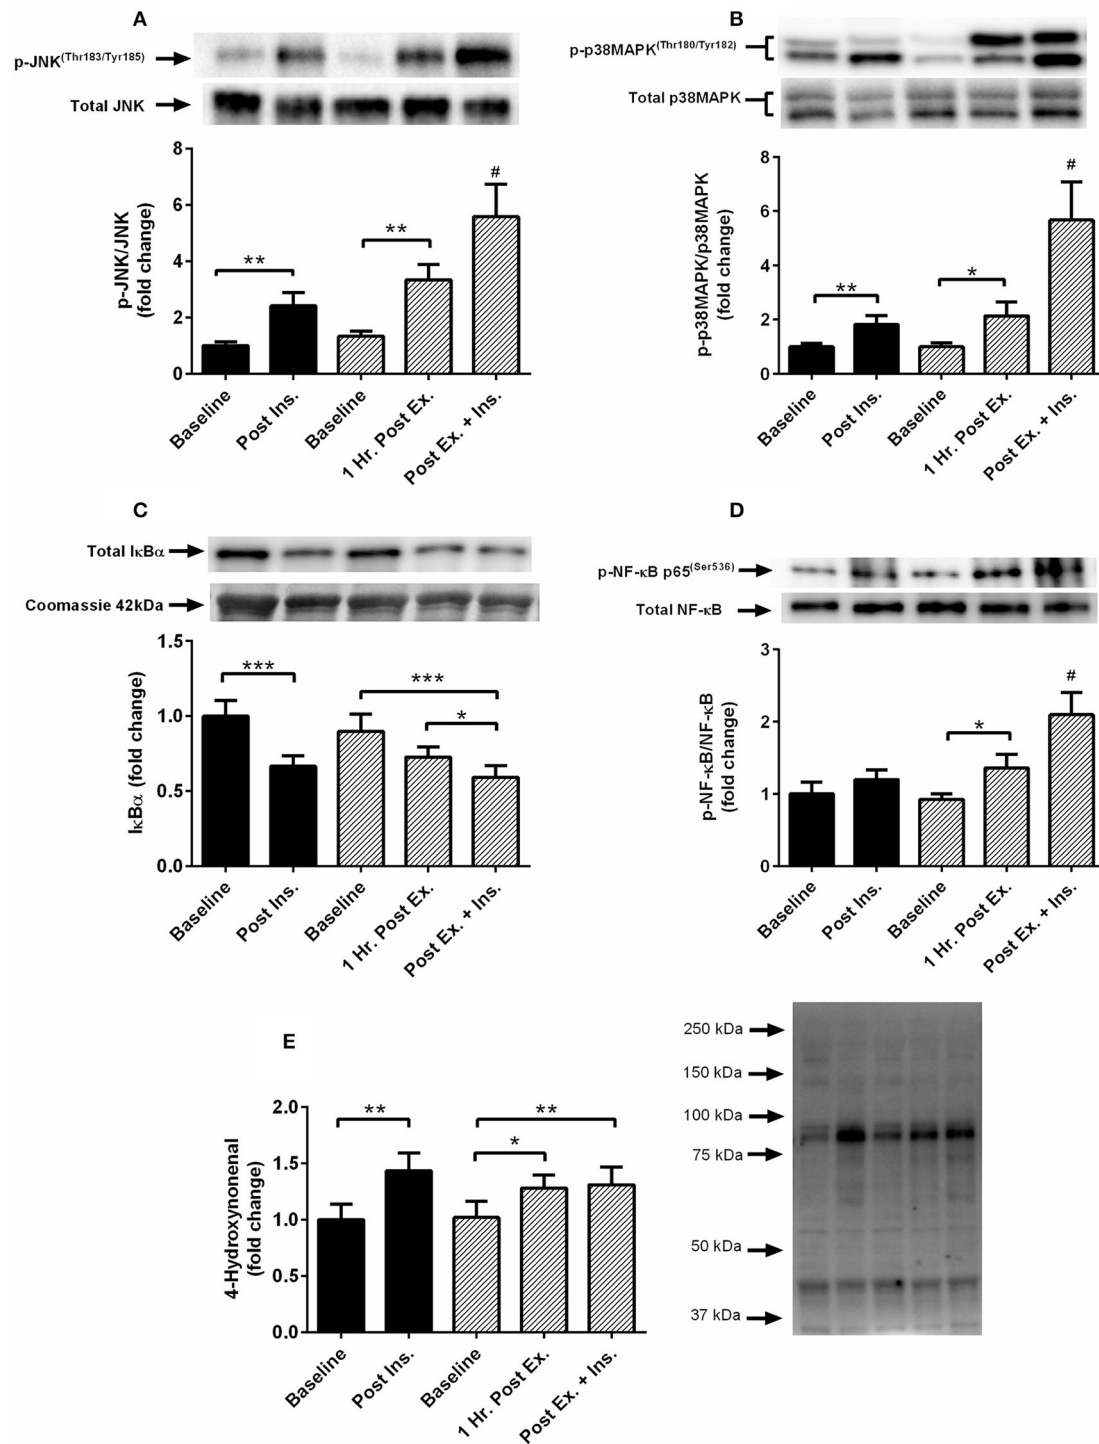 A
p-JNK(Thr183/Tyr185)
Total JNK
p-JNK/JNK
(fold change)
8
6
4
2
0
**
**
#
Baseline
Post Ins.
Baseline
1 Hr. Post Ex.
Post Ex. + Ins.
B
p-p38MAPK(Thr180/Tyr182)
Total p38MAPK
p-p38MAPK/p38MAPK
(fold change)
8
6
4
2
0
**
*
#
Baseline
Post Ins.
Baseline
1 Hr. Post Ex.
Post Ex. + Ins.
C
Total IκBα
Coomassie 42kDa
IκBα (fold change)
1.5
1.0
0.5
0.0
***
***
*
Baseline
Post Ins.
Baseline
1 Hr. Post Ex.
Post Ex. + Ins.
D
p-NF-κB p65(Ser536)
Total NF-κB
p-NF-κB/NF-κB
(fold change)
3
2
1
0
*
#
Baseline
Post Ins.
Baseline
1 Hr. Post Ex.
Post Ex. + Ins.
E
4-Hydroxynonenal
(fold change)
2.0
1.5
1.0
0.5
0.0
**
**
*
Baseline
Post Ins.
Baseline
1 Hr. Post Ex.
Post Ex. + Ins.
250 kDa
150 kDa
100 kDa
75 kDa
50 kDa
37 kDa